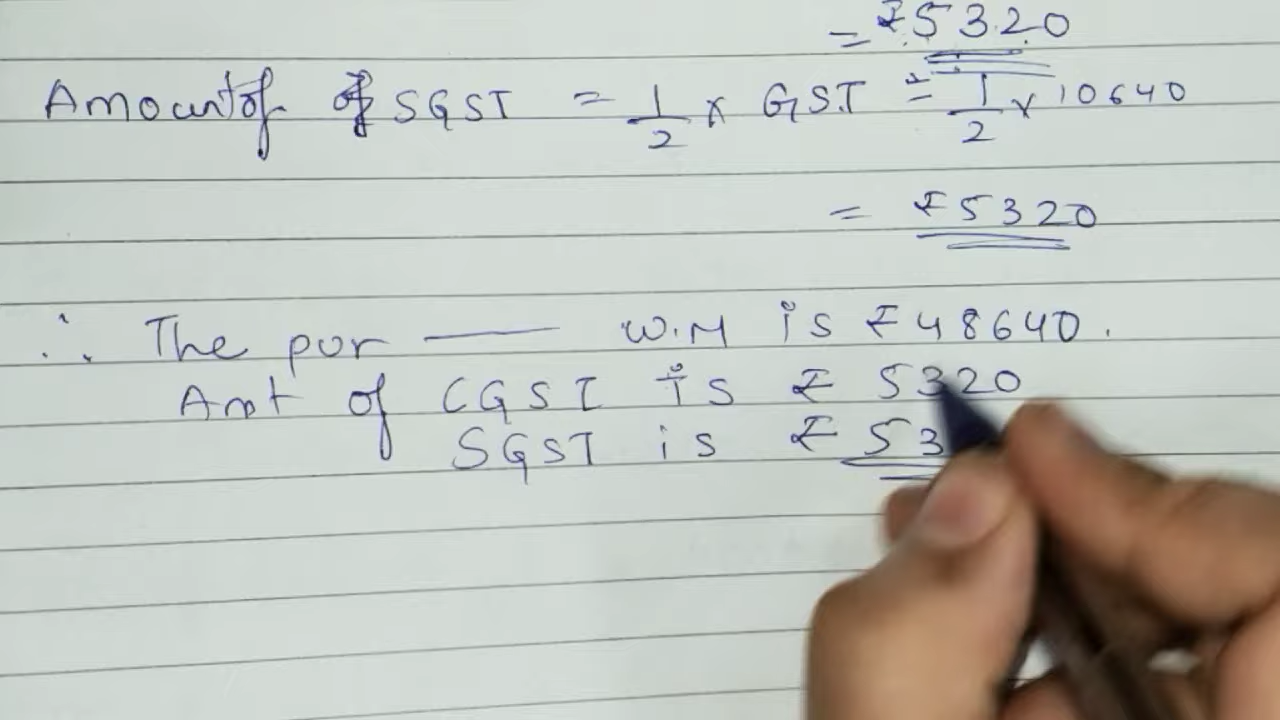 = ₹5320
Amountof of SGST = 1/2 × GST = 1/2 × 10640
= ₹5320
∴ The pur —— W.M is ₹48640.
Amt of CGST is ₹ 5320
SGST is ₹ 53